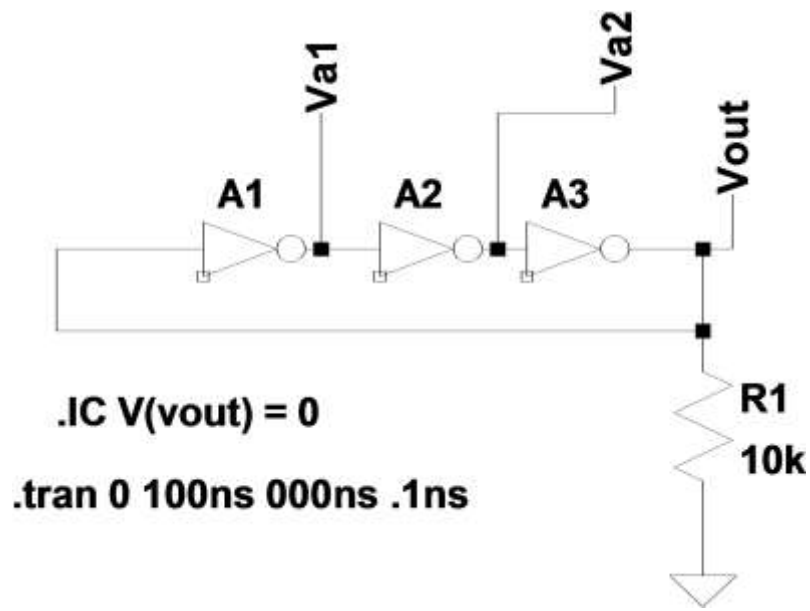 Va1
Va2
Vout
A1
A2
A3
R1
10k
.IC V(vout) = 0
.tran 0 100ns 000ns .1ns